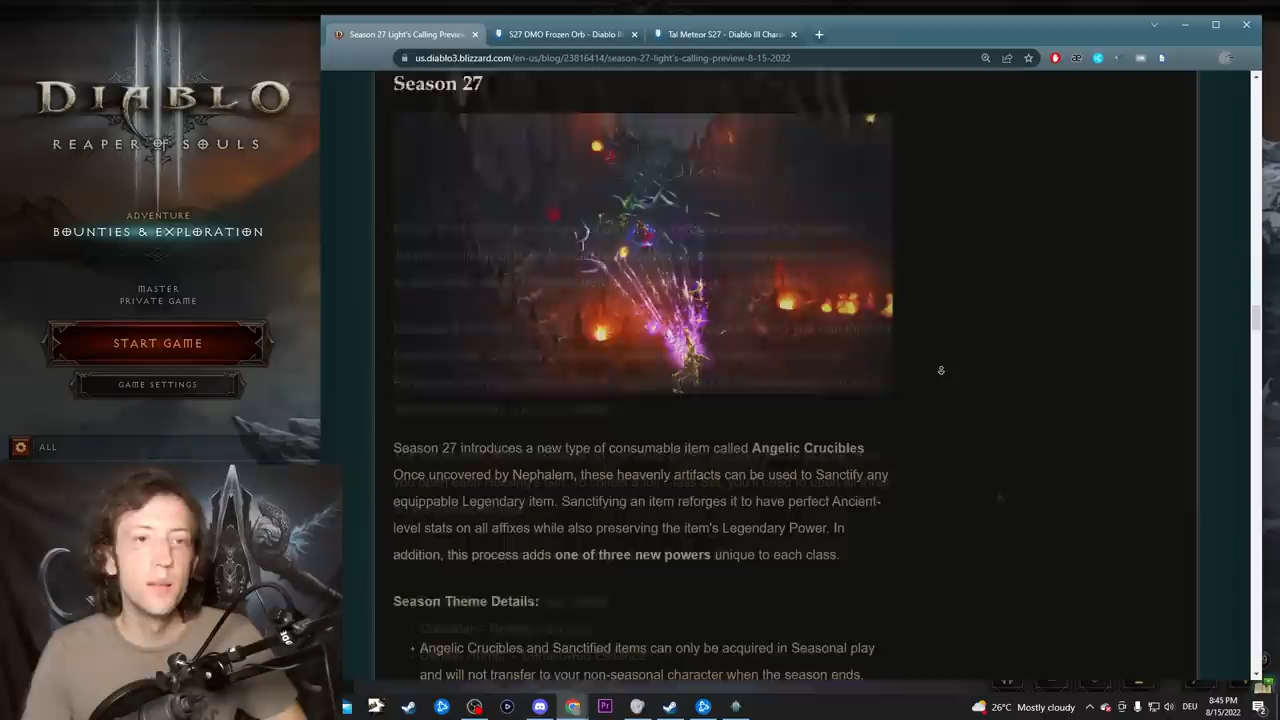 Season 27 Light's Calling Preview
S27 DMO Frozen Orb - Diablo II
Tal Meteor S27 - Diablo III Chara
us.diablo3.blizzard.com/en-us/blog/23816414/season-27-light's-calling-preview-8-15-2022
DIABLO
III
REAPER OF SOULS
ADVENTURE
BOUNTIES & EXPLORATION
MASTER
PRIVATE GAME
START GAME
GAME SETTINGS
ALL
Season 27
Season 27 introduces a new type of consumable item called Angelic Crucibles
Once uncovered by Nephalem, these heavenly artifacts can be used to Sanctify any
equippable Legendary item. Sanctifying an item reforges it to have perfect Ancient-
level stats on all affixes while also preserving the item's Legendary Power. In
addition, this process adds one of three new powers unique to each class.
Season Theme Details:
Angelic Crucibles and Sanctified items can only be acquired in Seasonal play
and will not transfer to your non-seasonal character when the season ends.
Pr
26°C Mostly cloudy
DE
8:45 PM
8/15/2022